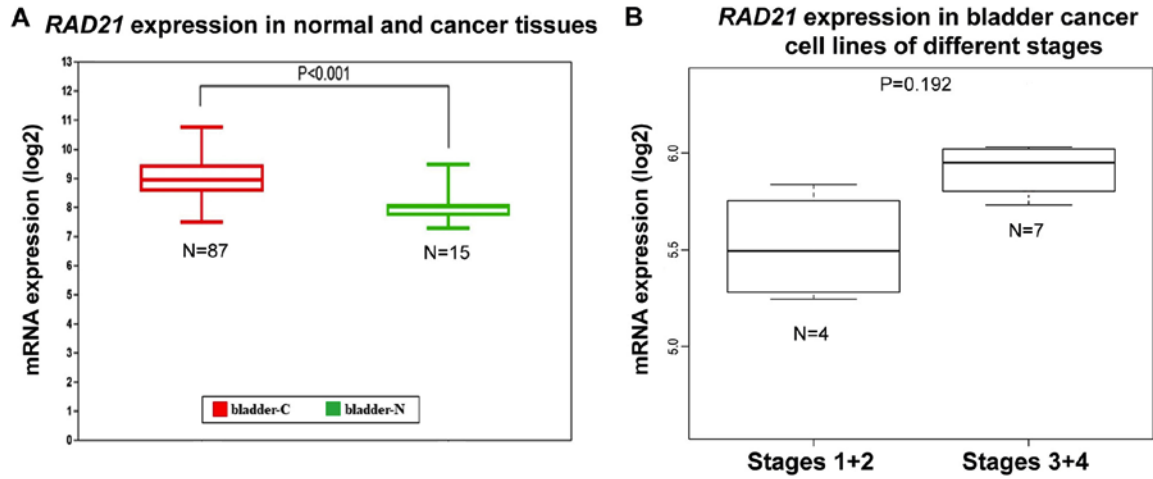 A
RAD21 expression in normal and cancer tissues
mRNA expression (log2)
13
12
11
10
9
8
7
6
5
4
3
2
1
0
P<0.001
N=87
N=15
bladder-C
bladder-N
B
RAD21 expression in bladder cancer
cell lines of different stages
mRNA expression (log2)
6.0
5.5
5.0
P=0.192
N=4
N=7
Stages 1+2
Stages 3+4